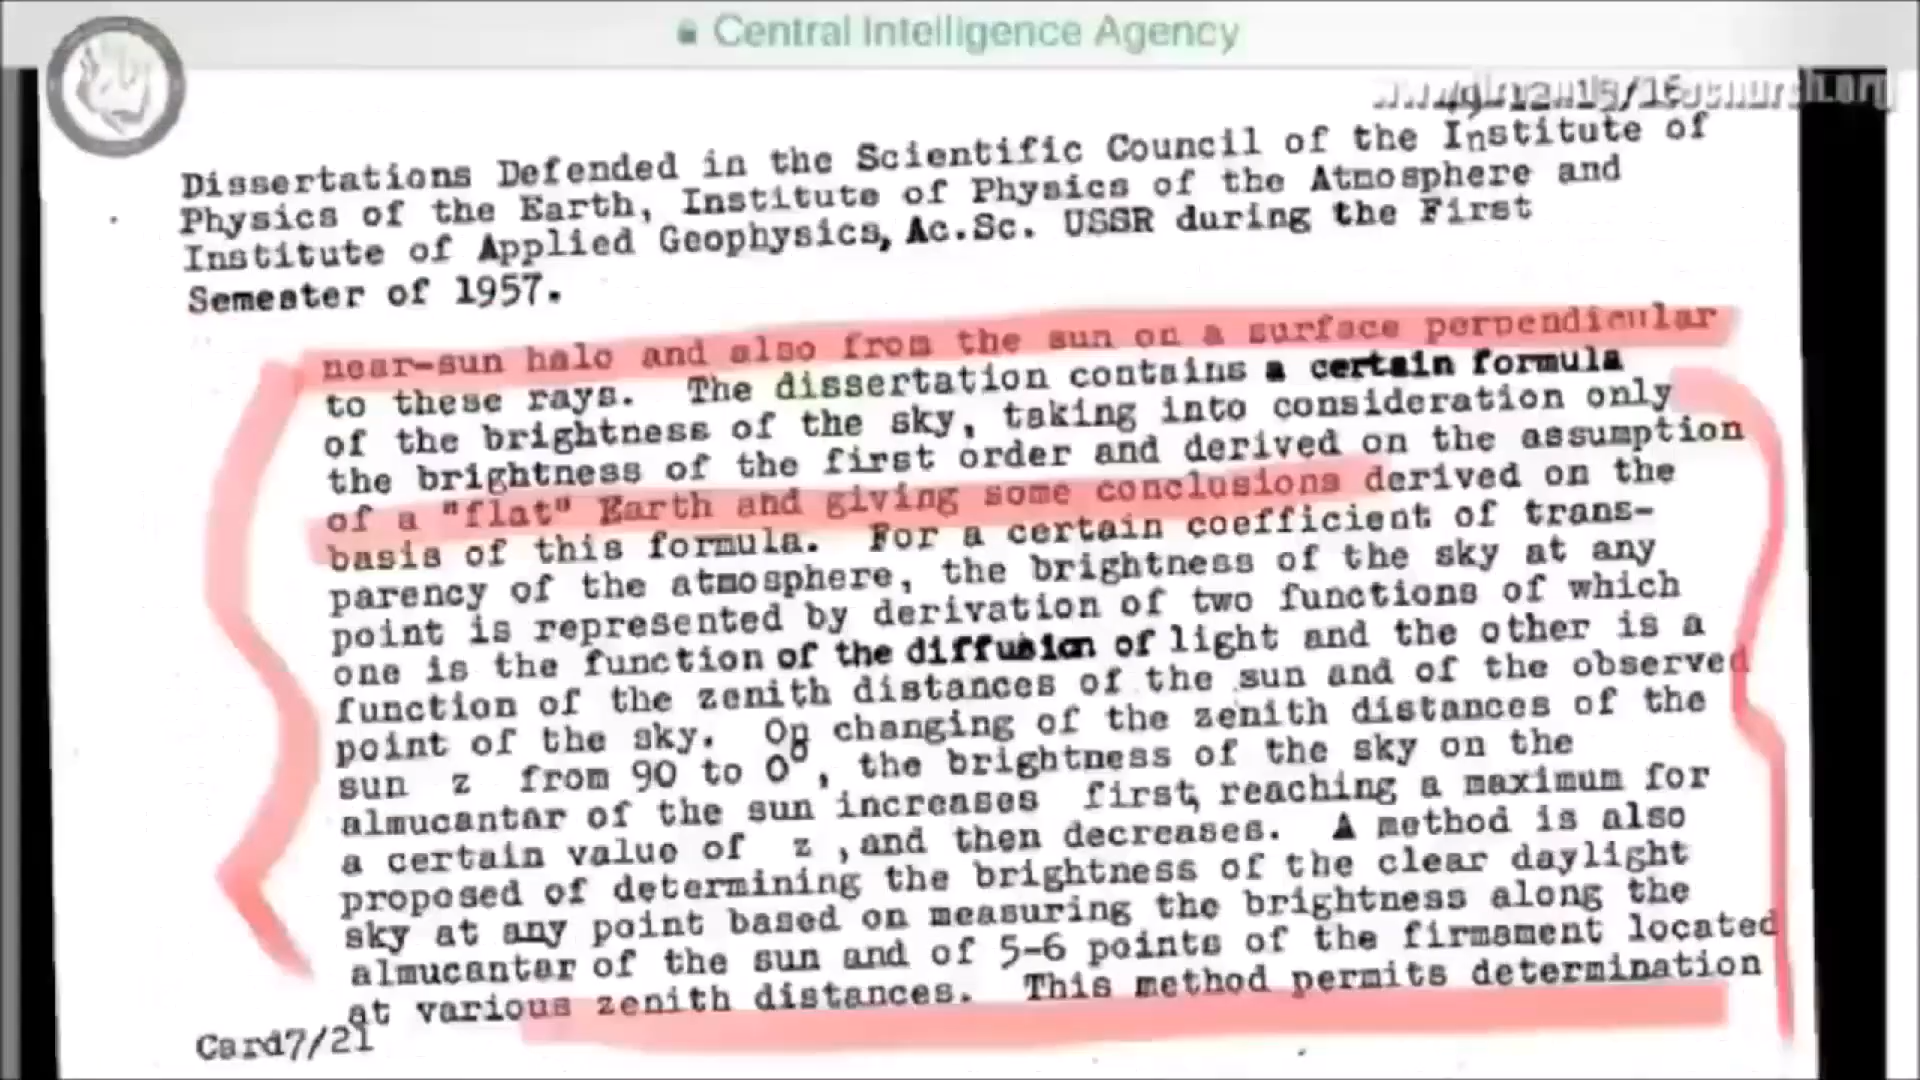 Central Intelligence Agency
Dissertations Defended in the Scientific Council of the Institute of
Physics of the Earth, Institute of Physics of the Atmosphere and
Institute of Applied Geophysics, Ac.Sc. USSR during the First
Semester of 1957.
near-sun halo and also from the sun on a surface perpendicular
to these rays. The dissertation contains a certain formula
of the brightness of the sky, taking into consideration only
the brightness of the first order and derived on the assumption
of a "flat" Earth and giving some conclusions derived on the
basis of this formula. For a certain coefficient of trans-
parency of the atmosphere, the brightness of the sky at any
point is represented by derivation of two functions of which
one is the function of the diffusion of light and the other is a
function of the zenith distances of the sun and of the observed
point of the sky. On changing of the zenith distances of the
sun z from 90 to 0°, the brightness of the sky on the
almucantar of the sun increases first, reaching a maximum for
a certain value of z , and then decreases. A method is also
proposed of determining the brightness of the clear daylight
sky at any point based on measuring the brightness along the
almucantar of the sun and of 5-6 points of the firmament located
at various zenith distances. This method permits determination
Card7/21